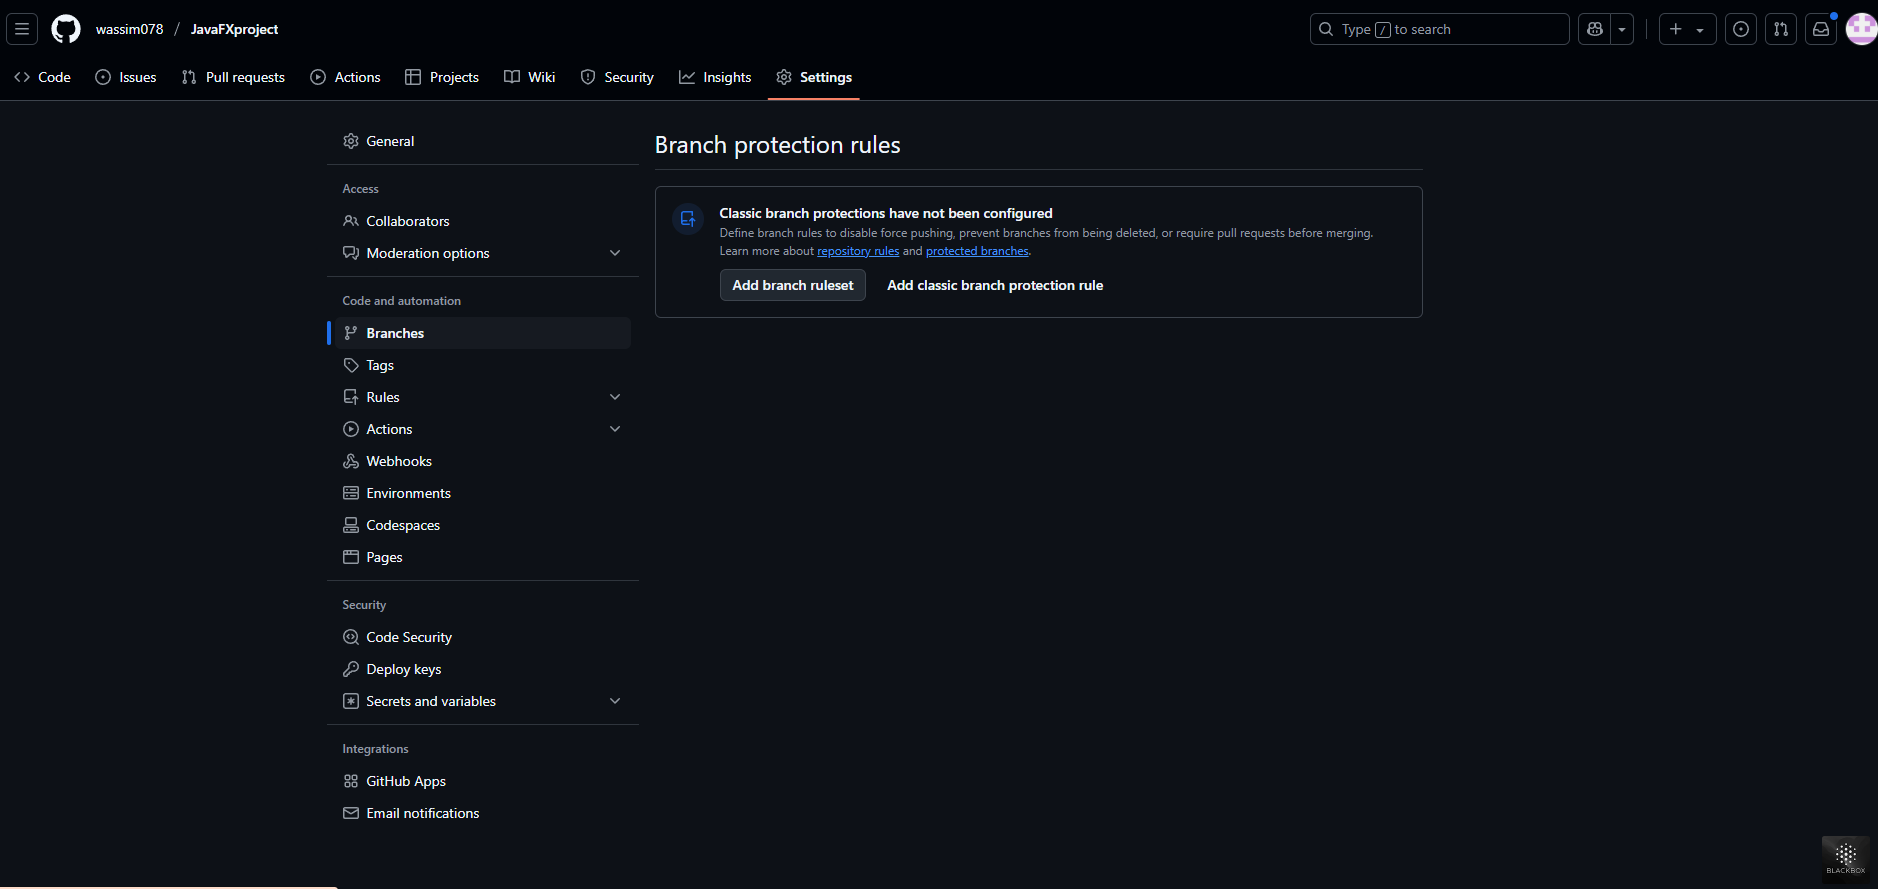 wassim078 / JavaFXproject
Type / to search
Code
Issues
Pull requests
Actions
Projects
Wiki
Security
Insights
Settings
General
Access
Collaborators
Moderation options
Code and automation
Branches
Tags
Rules
Actions
Webhooks
Environments
Codespaces
Pages
Security
Code Security
Deploy keys
Secrets and variables
Integrations
GitHub Apps
Email notifications
Branch protection rules
Classic branch protections have not been configured
Define branch rules to disable force pushing, prevent branches from being deleted, or require pull requests before merging.
Learn more about repository rules and protected branches.
Add branch ruleset
Add classic branch protection rule
BLACKBOX